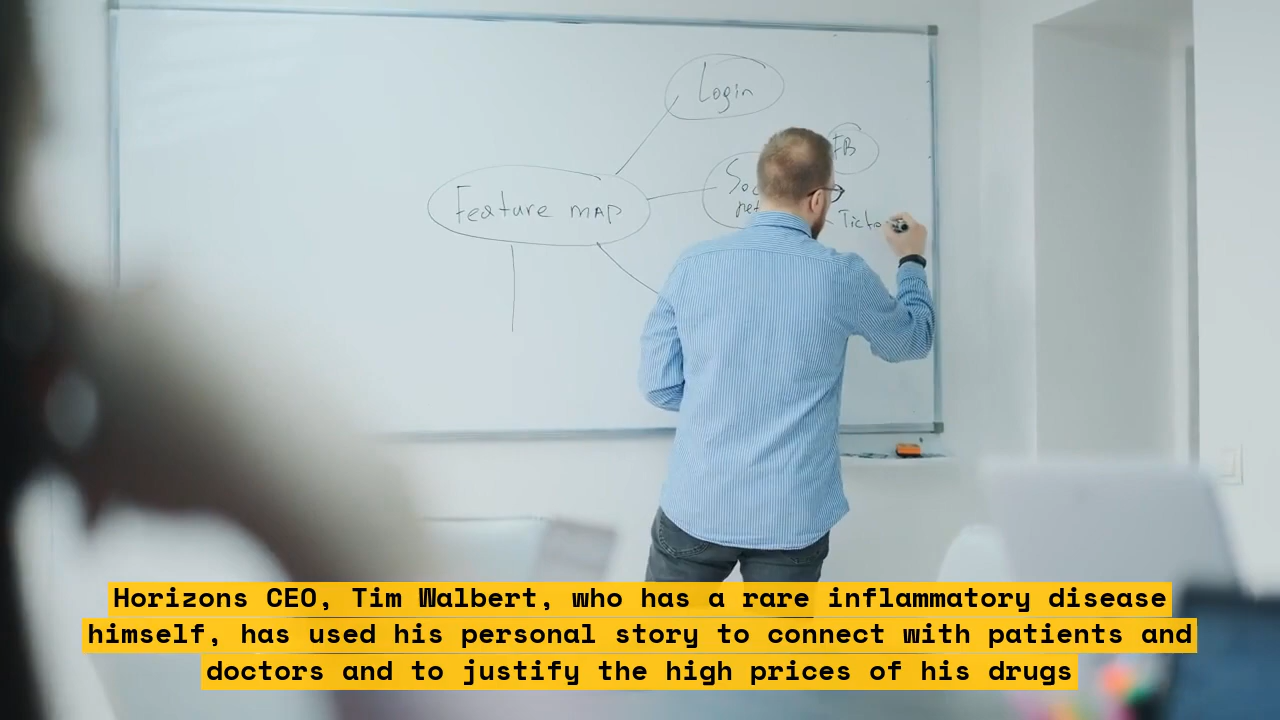 Login
FB
Feature MAP
Horizons CEO, Tim Walbert, who has a rare inflammatory disease
himself, has used his personal story to connect with patients and
doctors and to justify the high prices of his drugs